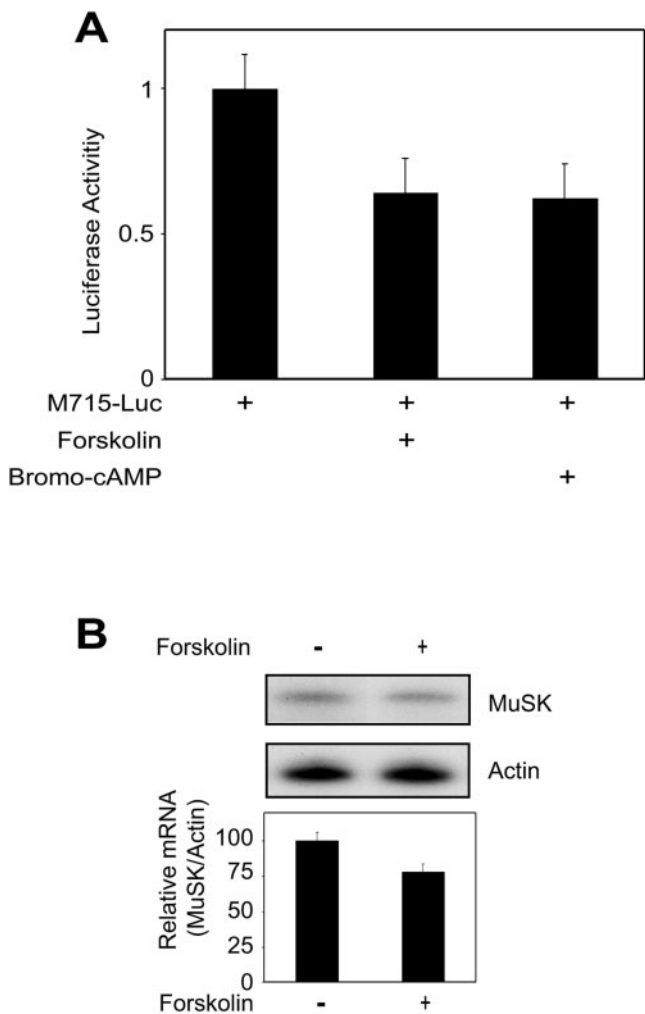 A
Luciferase Activitiy
1
0.5
0
M715-Luc + + +
Forskolin +
Bromo-cAMP +
B
Forskolin - +
MuSK
Actin
Relative mRNA
(MuSK/Actin)
100
75
50
25
0
Forskolin - +